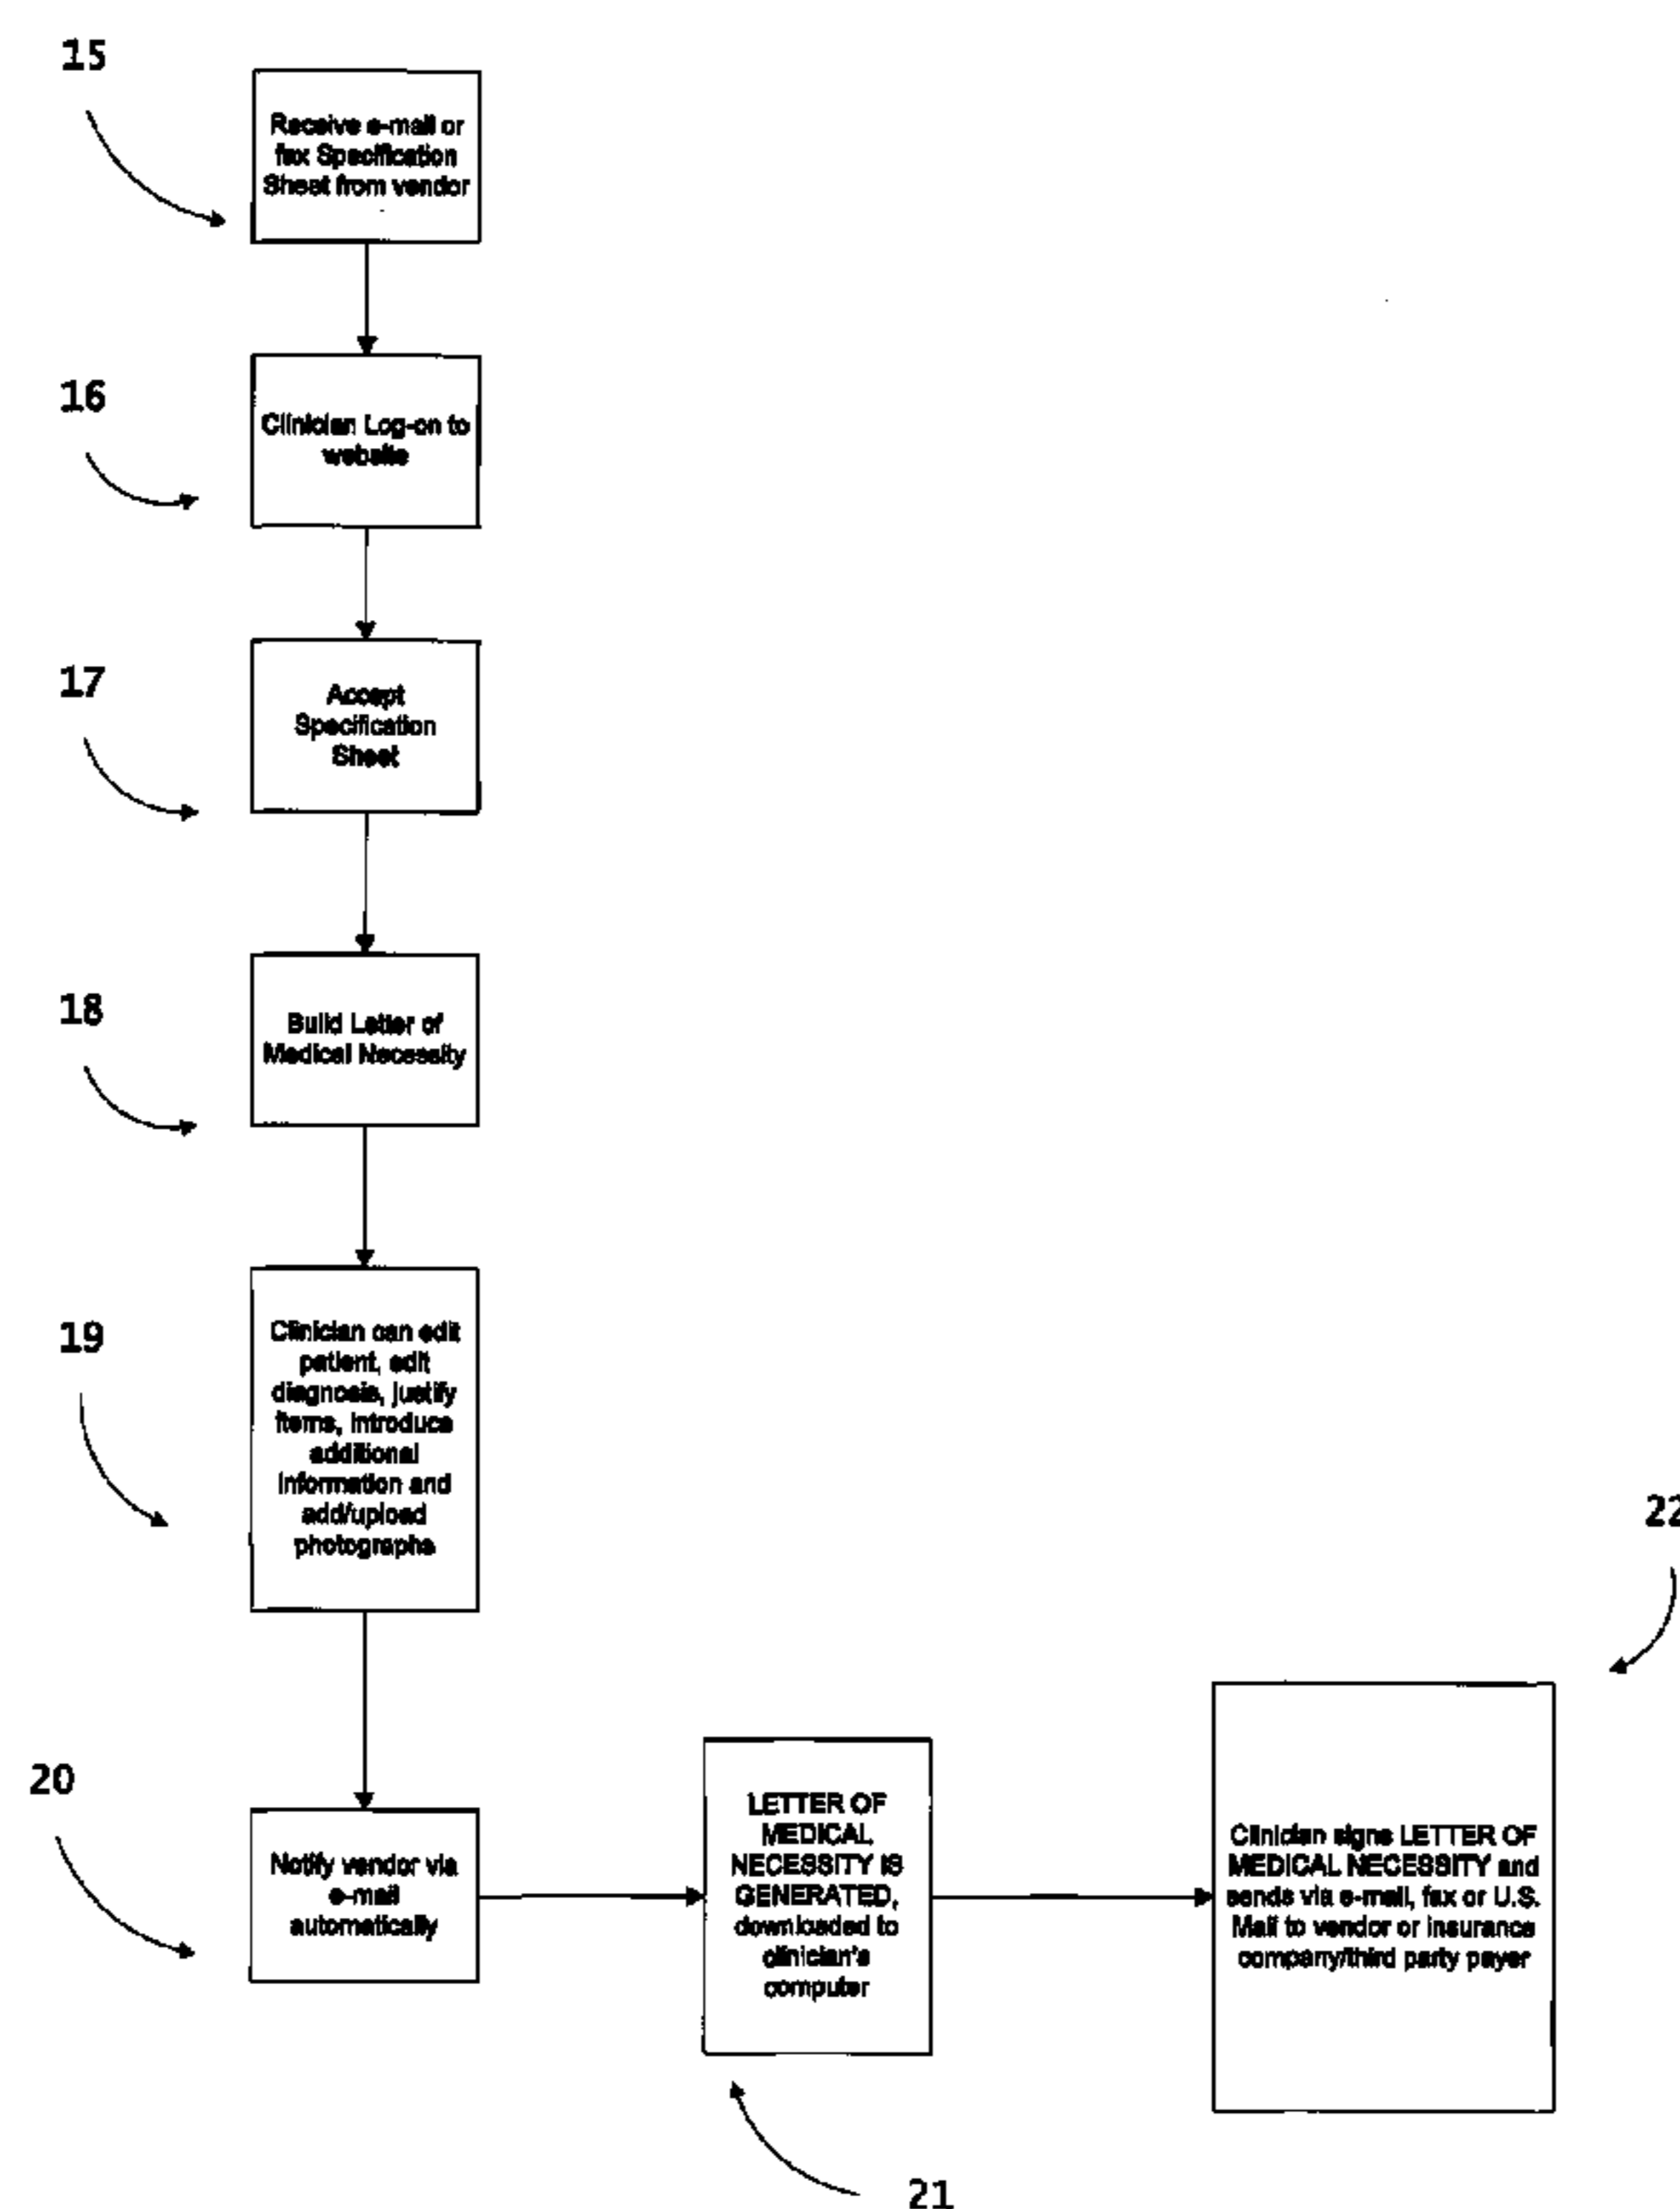 15
Receive e-mail or
fax Specification
Sheet from vendor
16
Clinician Log-on to
website
17
Accept
Specification
Sheet
18
Build Letter of
Medical Necessity
19
Clinician can edit
patient, edit
diagnosis, justify
items, introduce
additional
information and
add/upload
photographs
22
20
Notify vendor via
e-mail
automatically
LETTER OF
MEDICAL
NECESSITY IS
GENERATED,
downloaded to
clinician's
computer
Clinician signs LETTER OF
MEDICAL NECESSITY and
sends via e-mail, fax or U.S.
Mail to vendor or insurance
company/third party payer
21